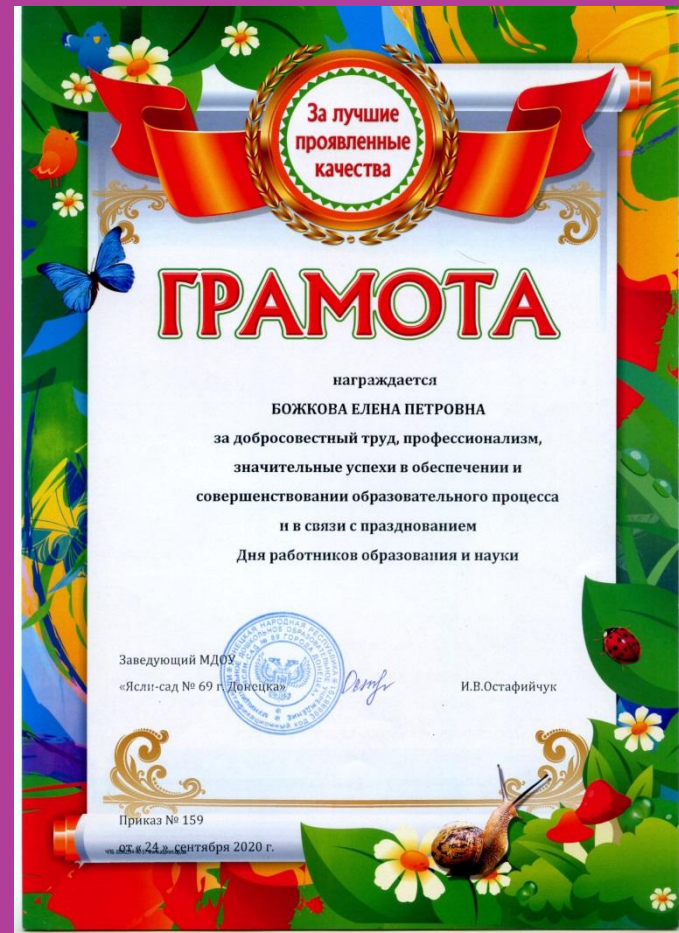 За лучшие
проявленные
качества
ГРАМОТА
награждается
БОЖКОВА ЕЛЕНА ПЕТРОВНА
за добросовестный труд, профессионализм,
значительные успехи в обеспечении и
совершенствовании образовательного процесса
и в связи с празднованием
Дня работников образования и науки
Заведующий МДОУ
«Ясли-сад № 69 г. Донецка» И.В.Остафийчук
Приказ № 159
от « 24 » сентября 2020 г.